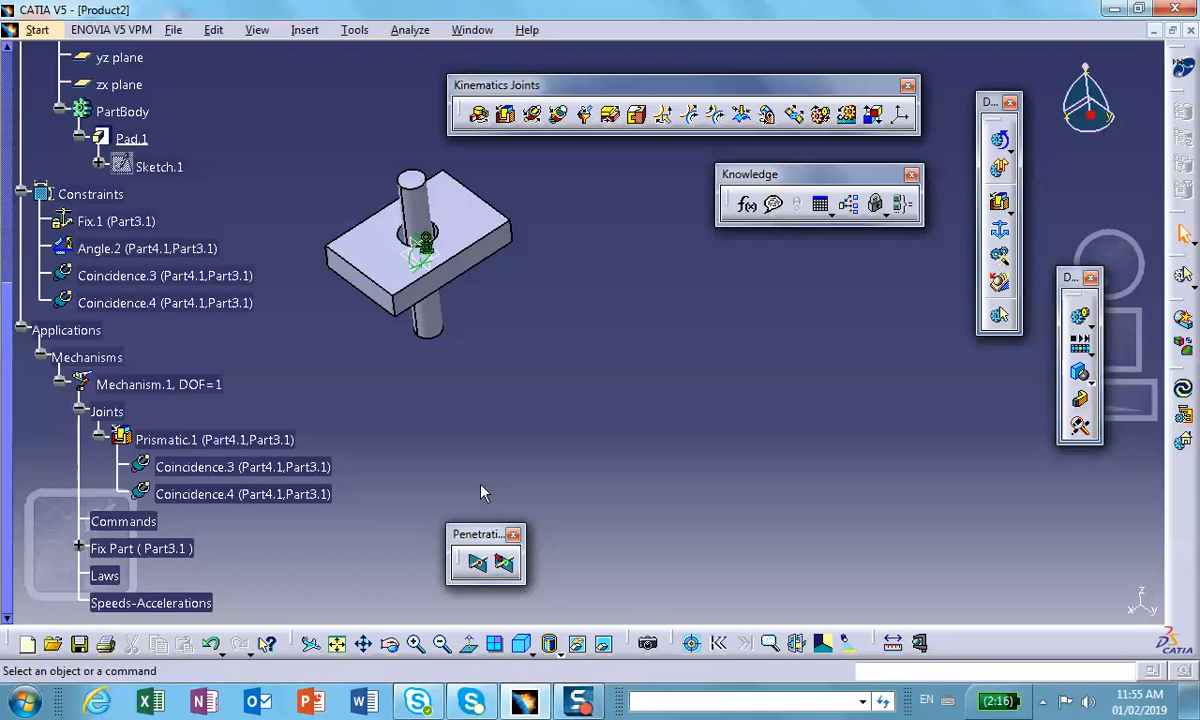 CATIA V5 - [Product2]
Start ENOVIA V5 VPM File Edit View Insert Tools Analyze Window Help
yz plane
zx plane
PartBody
Pad.1
Sketch.1
Constraints
Fix.1 (Part3.1)
Angle.2 (Part4.1,Part3.1)
Coincidence.3 (Part4.1,Part3.1)
Coincidence.4 (Part4.1,Part3.1)
Applications
Mechanisms
Mechanism.1, DOF=1
Joints
Prismatic.1 (Part4.1,Part3.1)
Coincidence.3 (Part4.1,Part3.1)
Coincidence.4 (Part4.1,Part3.1)
Commands
Fix Part ( Part3.1 )
Laws
Speeds-Accelerations
Kinematics Joints
Knowledge
f(x)
D...
D...
Penetrati...
z
x y
CATIA
Select an object or a command
EN
(2:16)
11:55 AM
01/02/2019